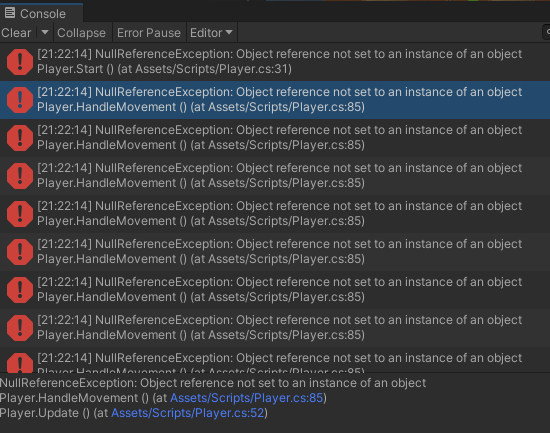 Console
Clear Collapse Error Pause Editor
[21:22:14] NullReferenceException: Object reference not set to an instance of an object
Player.Start () (at Assets/Scripts/Player.cs:31)
[21:22:14] NullReferenceException: Object reference not set to an instance of an object
Player.HandleMovement () (at Assets/Scripts/Player.cs:85)
[21:22:14] NullReferenceException: Object reference not set to an instance of an object
Player.HandleMovement () (at Assets/Scripts/Player.cs:85)
[21:22:14] NullReferenceException: Object reference not set to an instance of an object
Player.HandleMovement () (at Assets/Scripts/Player.cs:85)
[21:22:14] NullReferenceException: Object reference not set to an instance of an object
Player.HandleMovement () (at Assets/Scripts/Player.cs:85)
[21:22:14] NullReferenceException: Object reference not set to an instance of an object
Player.HandleMovement () (at Assets/Scripts/Player.cs:85)
[21:22:14] NullReferenceException: Object reference not set to an instance of an object
Player.HandleMovement () (at Assets/Scripts/Player.cs:85)
[21:22:14] NullReferenceException: Object reference not set to an instance of an object
Player.HandleMovement () (at Assets/Scripts/Player.cs:85)
[21:22:14] NullReferenceException: Object reference not set to an instance of an object
Player.HandleMovement () (at Assets/Scripts/Player.cs:85)
NullReferenceException: Object reference not set to an instance of an object
Player.HandleMovement () (at Assets/Scripts/Player.cs:85)
Player.Update () (at Assets/Scripts/Player.cs:52)